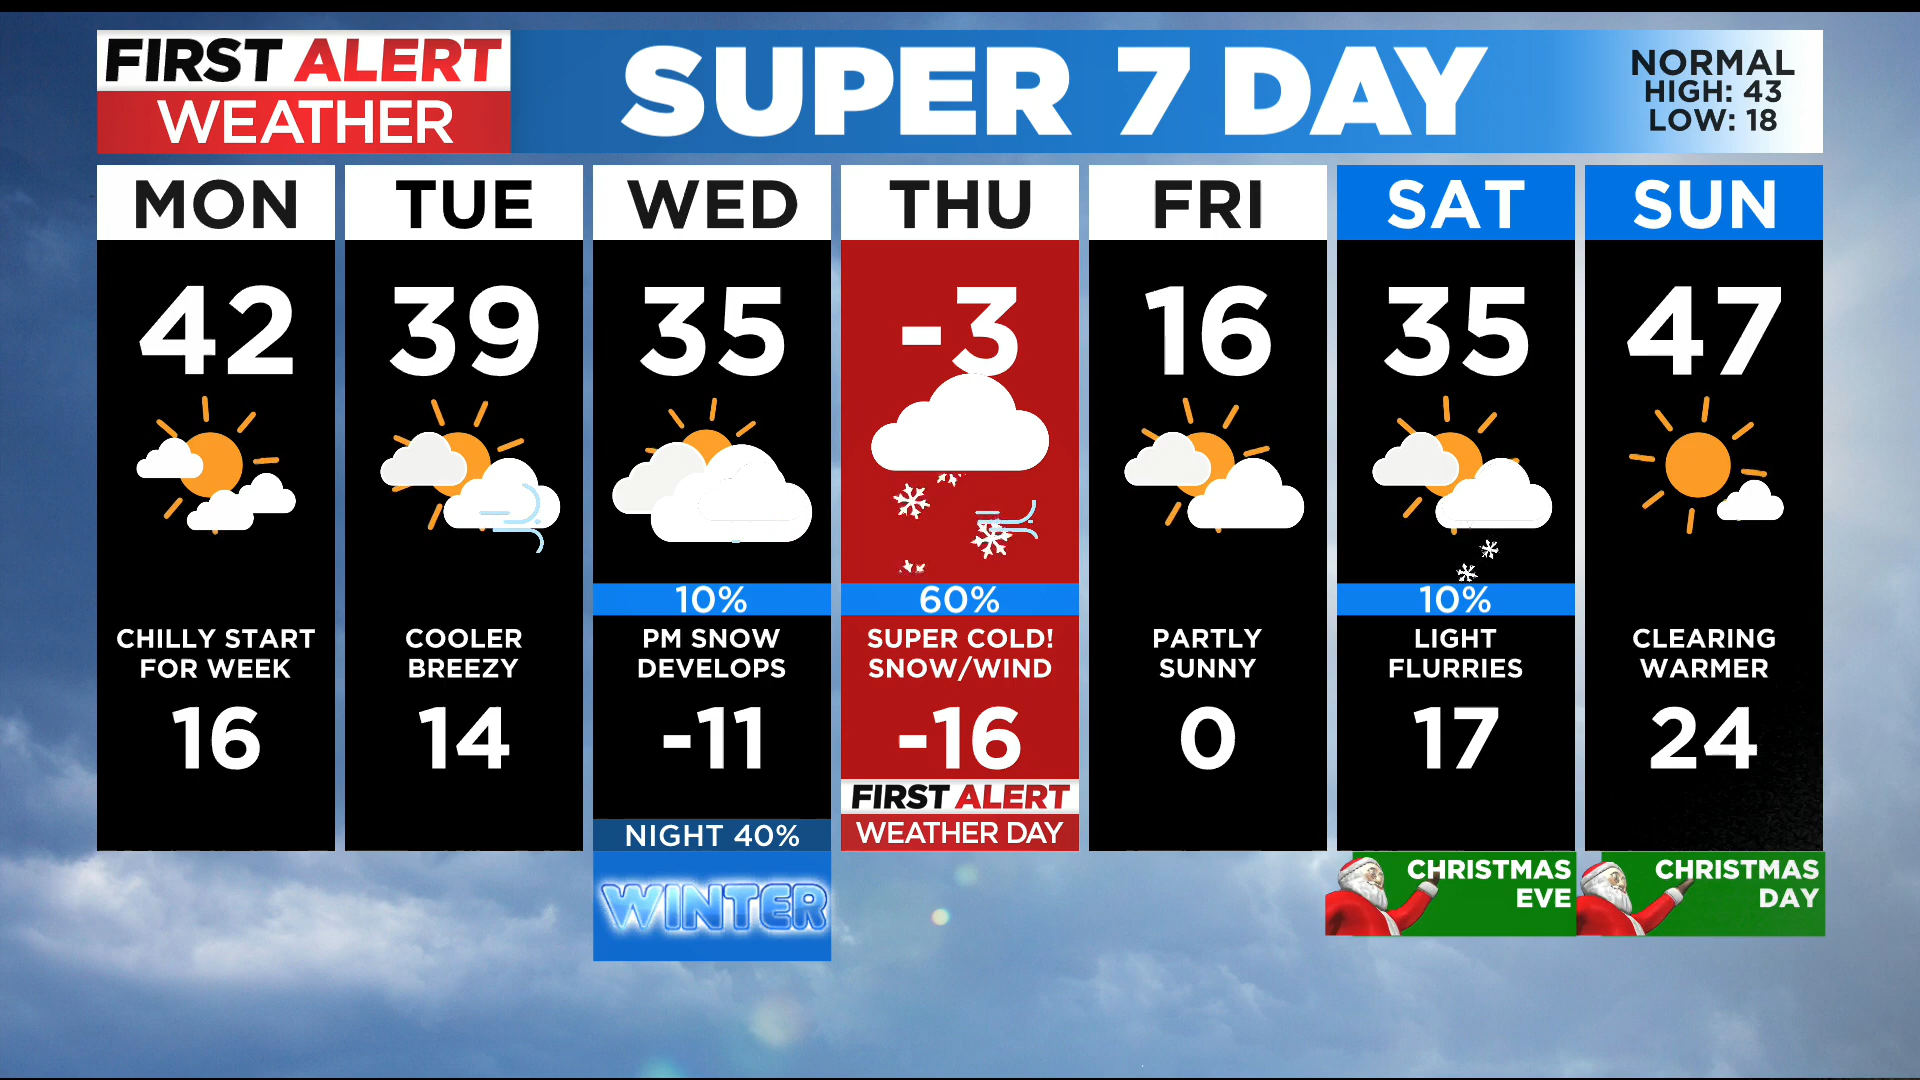 FIRST ALERT
WEATHER
SUPER 7 DAY
NORMAL
HIGH: 43
LOW: 18
MON
42
CHILLY START
FOR WEEK
16
TUE
39
COOLER
BREEZY
14
WED
35
10%
PM SNOW
DEVELOPS
-11
NIGHT 40%
WINTER
THU
-3
60%
SUPER COLD!
SNOW/WIND
-16
FIRST ALERT
WEATHER DAY
FRI
16
PARTLY
SUNNY
0
SAT
35
10%
LIGHT
FLURRIES
17
CHRISTMAS
EVE
SUN
47
CLEARING
WARMER
24
CHRISTMAS
DAY